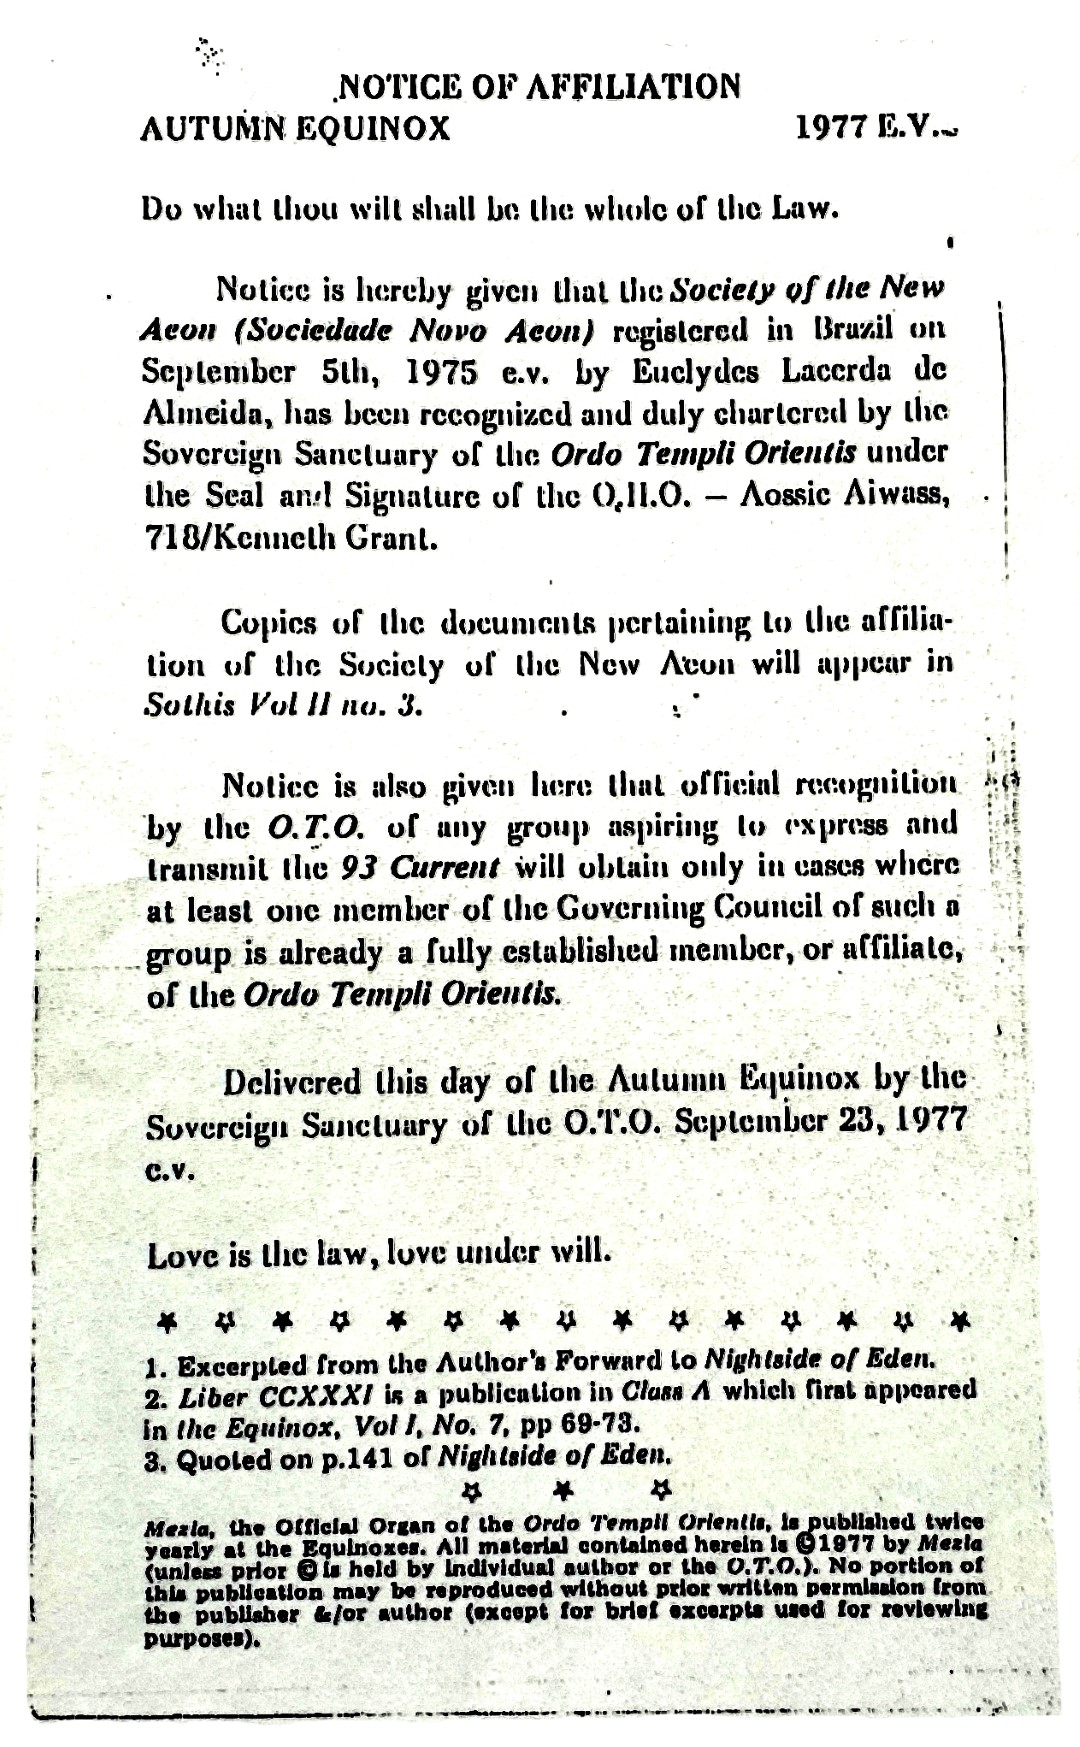 NOTICE OF AFFILIATION
AUTUMN EQUINOX 1977 E.V.
Do what thou wilt shall be the whole of the Law.
Notice is hereby given that the Society of the New
Aeon (Sociedade Novo Aeon) registered in Brazil on
September 5th, 1975 e.v. by Euclydes Lacerda de
Almeida, has been recognized and duly chartered by the
Sovereign Sanctuary of the Ordo Templi Orientis under
the Seal and Signature of the O.H.O. — Aossic Aiwass,
718/Kenneth Grant.
Copies of the documents pertaining to the affilia-
tion of the Society of the New Aeon will appear in
Sothis Vol II no. 3.
Notice is also given here that official recognition
by the O.T.O. of any group aspiring to express and
transmit the 93 Current will obtain only in cases where
at least one member of the Governing Council of such a
group is already a fully established member, or affiliate,
of the Ordo Templi Orientis.
Delivered this day of the Autumn Equinox by the
Sovereign Sanctuary of the O.T.O. September 23, 1977
e.v.
Love is the law, love under will.
1. Excerpted from the Author's Forward to Nightside of Eden.
2. Liber CCXXXI is a publication in Class A which first appeared
in the Equinox, Vol I, No. 7, pp 69-73.
3. Quoted on p.141 of Nightside of Eden.
Mezla, the Official Organ of the Ordo Templi Orientis, is published twice
yearly at the Equinoxes. All material contained herein is ©1977 by Mezla
(unless prior © is held by individual author or the O.T.O.). No portion of
this publication may be reproduced without prior written permission from
the publisher &/or author (except for brief excerpts used for reviewing
purposes).